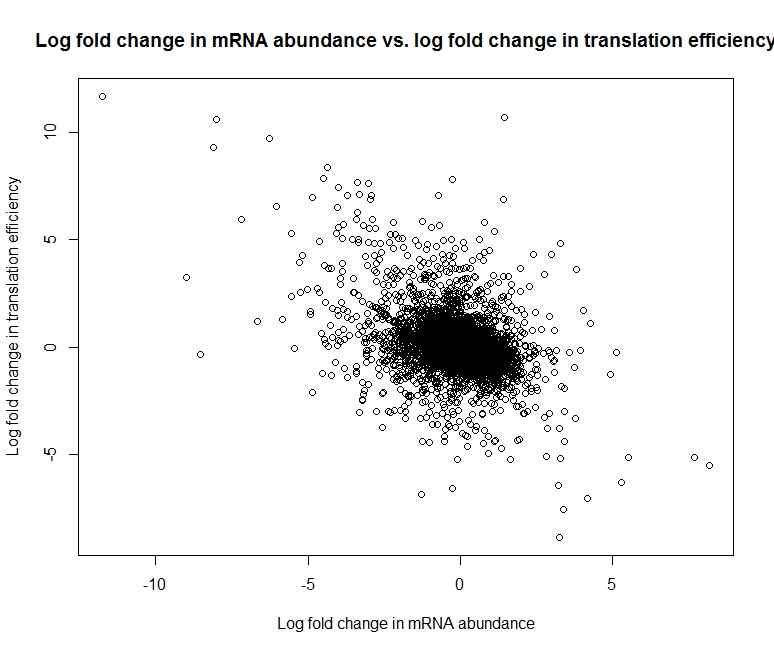 Log fold change in mRNA abundance vs. log fold change in translation efficiency
10
5
0
-5
Log fold change in translation efficiency
-10
-5
0
5
Log fold change in mRNA abundance